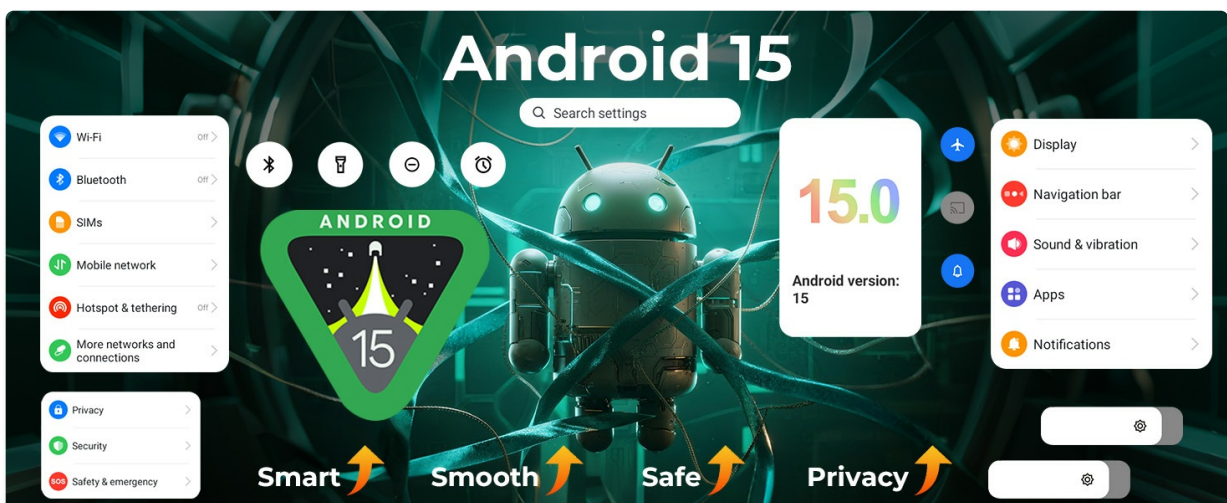 Android 15
Search settings
Wi-Fi
Off
Bluetooth
Off
SIMs
Mobile network
Hotspot & tethering
Off
More networks and
connections
Privacy
Security
SOS
Safety & emergency
ANDROID
15
15.0
Android version:
15
Display
Navigation bar
Sound & vibration
Apps
Notifications
Smart
Smooth
Safe
Privacy